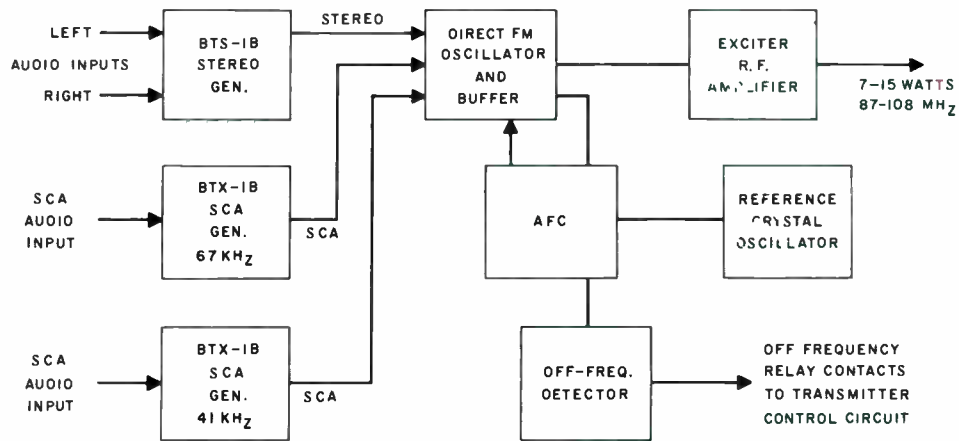 LEFT
AUDIO INPUTS
RIGHT
BTS-1B
STEREO
GEN.
STEREO
DIRECT FM
OSCILLATOR
AND
BUFFER
EXCITER
R.F.
AMPLIFIER
7-15 WATTS
87-108 MHZ
SCA
AUDIO
INPUT
BTX-1B
SCA
GEN.
67 KHZ
SCA
AFC
REFERENCE
CRYSTAL
OSCILLATOR
SCA
AUDIO
INPUT
BTX-1B
SCA
GEN.
41 KHZ
SCA
OFF-FREQ.
DETECTOR
OFF FREQUENCY
RELAY CONTACTS
TO TRANSMITTER
CONTROL CIRCUIT